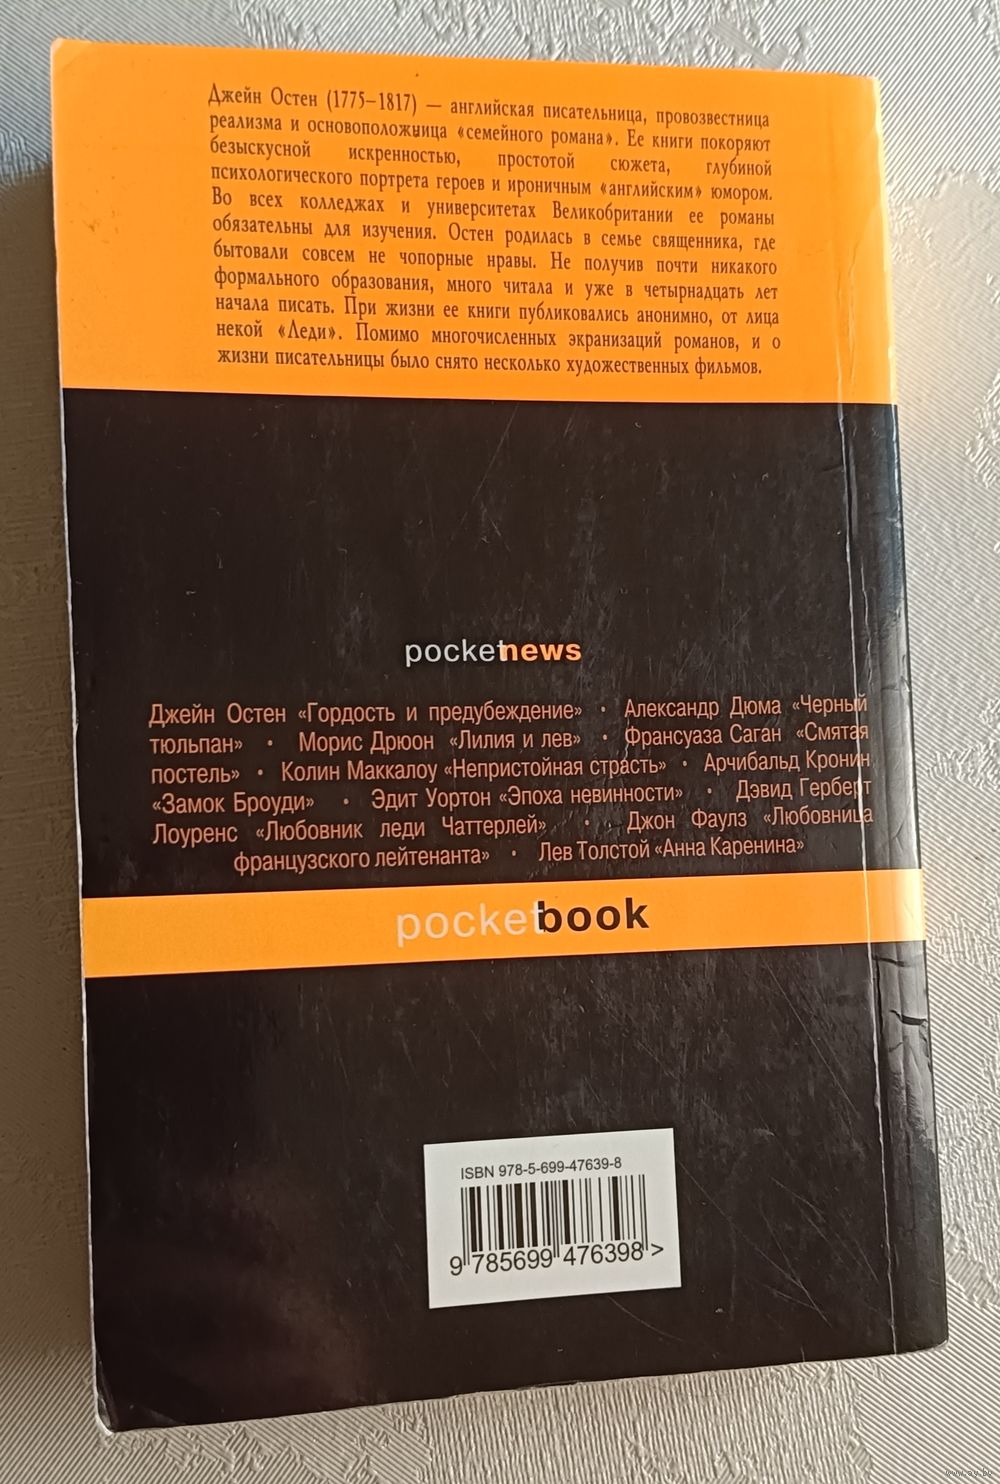 Джейн Остен (1775–1817) — английская писательница, провозвестница
реализма и основоположница «семейного романа». Ее книги покоряют
безыскусной искренностью, простотой сюжета, глубиной
психологического портрета героев и ироничным «английским» юмором.
Во всех колледжах и университетах Великобритании ее романы
обязательны для изучения. Остен родилась в семье священника, где
бытовали совсем не чопорные нравы. Не получив почти никакого
формального образования, много читала и уже в четырнадцать лет
начала писать. При жизни ее книги публиковались анонимно, от лица
некой «Леди». Помимо многочисленных экранизаций романов, и о
жизни писательницы было снято несколько художественных фильмов.
pocketnews
Джейн Остен «Гордость и предубеждение» • Александр Дюма «Черный
тюльпан» • Морис Дрюон «Лилия и лев» • Франсуаза Саган «Смятая
постель» • Колин Маккалоу «Непристойная страсть» • Арчибальд Кронин
«Замок Броуди» • Эдит Уортон «Эпоха невинности» • Дэвид Герберт
Лоуренс «Любовник леди Чаттерлей» • Джон Фаулз «Любовница
французского лейтенанта» • Лев Толстой «Анна Каренина»
pocketbook
ISBN 978-5-699-47639-8
9 785699 476398 >